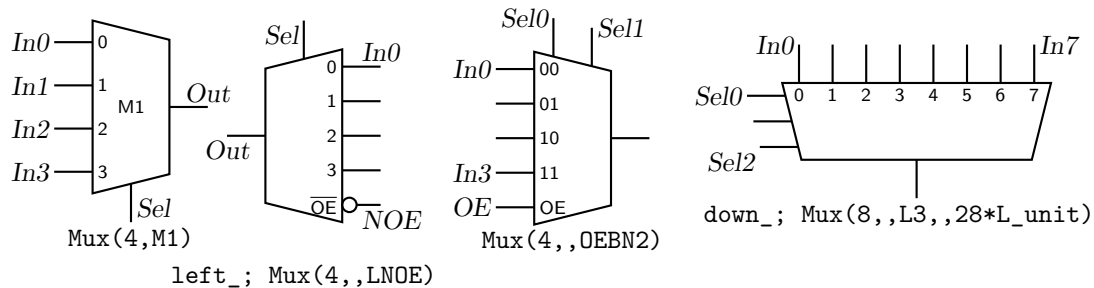 In0
In1
In2
In3
0
1
2
3
M1
Out
Sel
Mux(4,M1)
Sel
Out
0
1
2
3
OE
In0
NOE
left_; Mux(4,,LNOE)
Sel0
Sel1
In0
In3
OE
00
01
10
11
OE
Mux(4,,OEBN2)
In0
In7
Sel0
Sel2
0 1 2 3 4 5 6 7
down_; Mux(8,,L3,,28*L_unit)